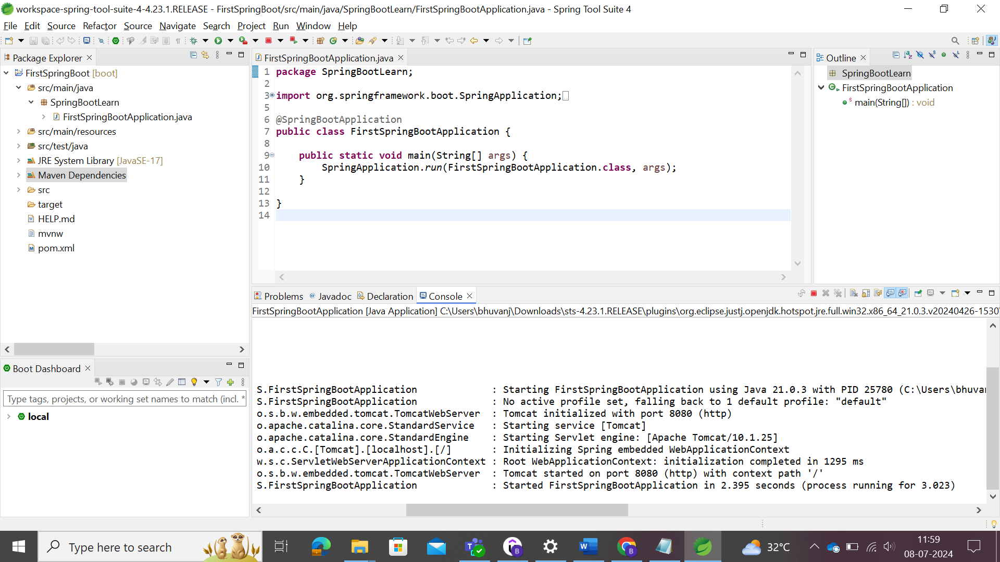 workspace-spring-tool-suite-4-4.23.1.RELEASE - FirstSpringBoot/src/main/java/SpringBootLearn/FirstSpringBootApplication.java - Spring Tool Suite 4
File Edit Source Refactor Source Navigate Search Project Run Window Help
Package Explorer
FirstSpringBoot [boot]
src/main/java
SpringBootLearn
FirstSpringBootApplication.java
src/main/resources
src/test/java
JRE System Library [JavaSE-17]
Maven Dependencies
src
target
HELP.md
mvnw
pom.xml
Boot Dashboard
Type tags, projects, or working set names to match (incl. *
local
FirstSpringBootApplication.java
1 package SpringBootLearn;
2
3 import org.springframework.boot.SpringApplication;
5
6 @SpringBootApplication
7 public class FirstSpringBootApplication {
8
9 public static void main(String[] args) {
10 SpringApplication.run(FirstSpringBootApplication.class, args);
11 }
12
13 }
14
Outline
SpringBootLearn
FirstSpringBootApplication
main(String[]) : void
Problems Javadoc Declaration Console
FirstSpringBootApplication [Java Application] C:\Users\bhuvanj\Downloads\sts-4.23.1.RELEASE\plugins\org.eclipse.justj.openjdk.hotspot.jre.full.win32.x86_64_21.0.3.v20240426-1530\
S.FirstSpringBootApplication : Starting FirstSpringBootApplication using Java 21.0.3 with PID 25780 (C:\Users\bhuvan
S.FirstSpringBootApplication : No active profile set, falling back to 1 default profile: "default"
o.s.b.w.embedded.tomcat.TomcatWebServer : Tomcat initialized with port 8080 (http)
o.apache.catalina.core.StandardService : Starting service [Tomcat]
o.apache.catalina.core.StandardEngine : Starting Servlet engine: [Apache Tomcat/10.1.25]
o.a.c.c.C.[Tomcat].[localhost].[/] : Initializing Spring embedded WebApplicationContext
w.s.c.ServletWebServerApplicationContext : Root WebApplicationContext: initialization completed in 1295 ms
o.s.b.w.embedded.tomcat.TomcatWebServer : Tomcat started on port 8080 (http) with context path '/'
S.FirstSpringBootApplication : Started FirstSpringBootApplication in 2.395 seconds (process running for 3.023)
Type here to search
32°C
11:59
08-07-2024